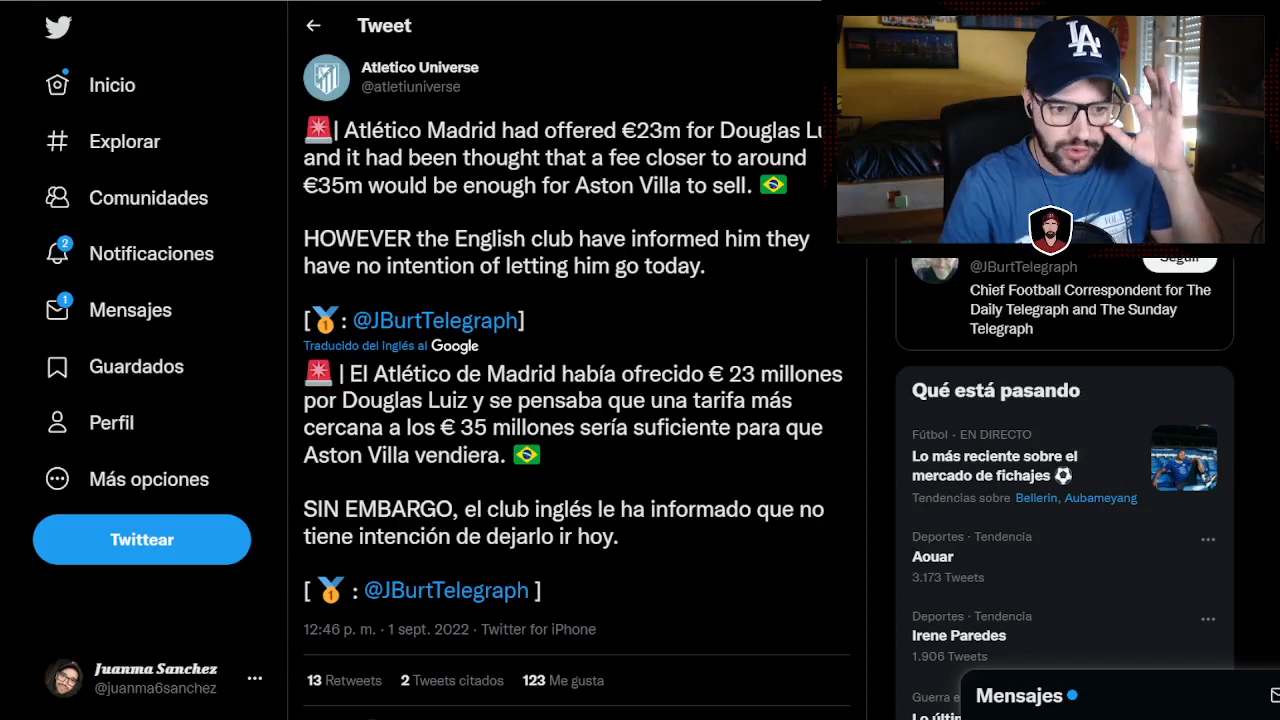 Tweet
Inicio
Explorar
Comunidades
2
Notificaciones
1
Mensajes
Guardados
Perfil
Más opciones
Twittear
Juanma Sanchez
@juanma6sanchez
Atletico Universe
@atletiuniverse
| Atlético Madrid had offered €23m for Douglas
and it had been thought that a fee closer to around
€35m would be enough for Aston Villa to sell.
HOWEVER the English club have informed him they
have no intention of letting him go today.
[🥇: @JBurtTelegraph]
Traducido del inglés al Google
| El Atlético de Madrid había ofrecido € 23 millones
por Douglas Luiz y se pensaba que una tarifa más
cercana a los € 35 millones sería suficiente para que
Aston Villa vendiera.
SIN EMBARGO, el club inglés le ha informado que no
tiene intención de dejarlo ir hoy.
[ 🥇 : @JBurtTelegraph ]
12:46 p. m. · 1 sept. 2022 · Twitter for iPhone
13 Retweets 2 Tweets citados 123 Me gusta
LA
@JBurtTelegraph
Seguir
Chief Football Correspondent for The
Daily Telegraph and The Sunday
Telegraph
Qué está pasando
Fútbol · EN DIRECTO
Lo más reciente sobre el
mercado de fichajes ⚽
Tendencias sobre Bellerin, Aubameyang
Deportes · Tendencia
Aouar
3.173 Tweets
Deportes · Tendencia
Irene Paredes
1.906 Tweets
Guerra e
Mensajes